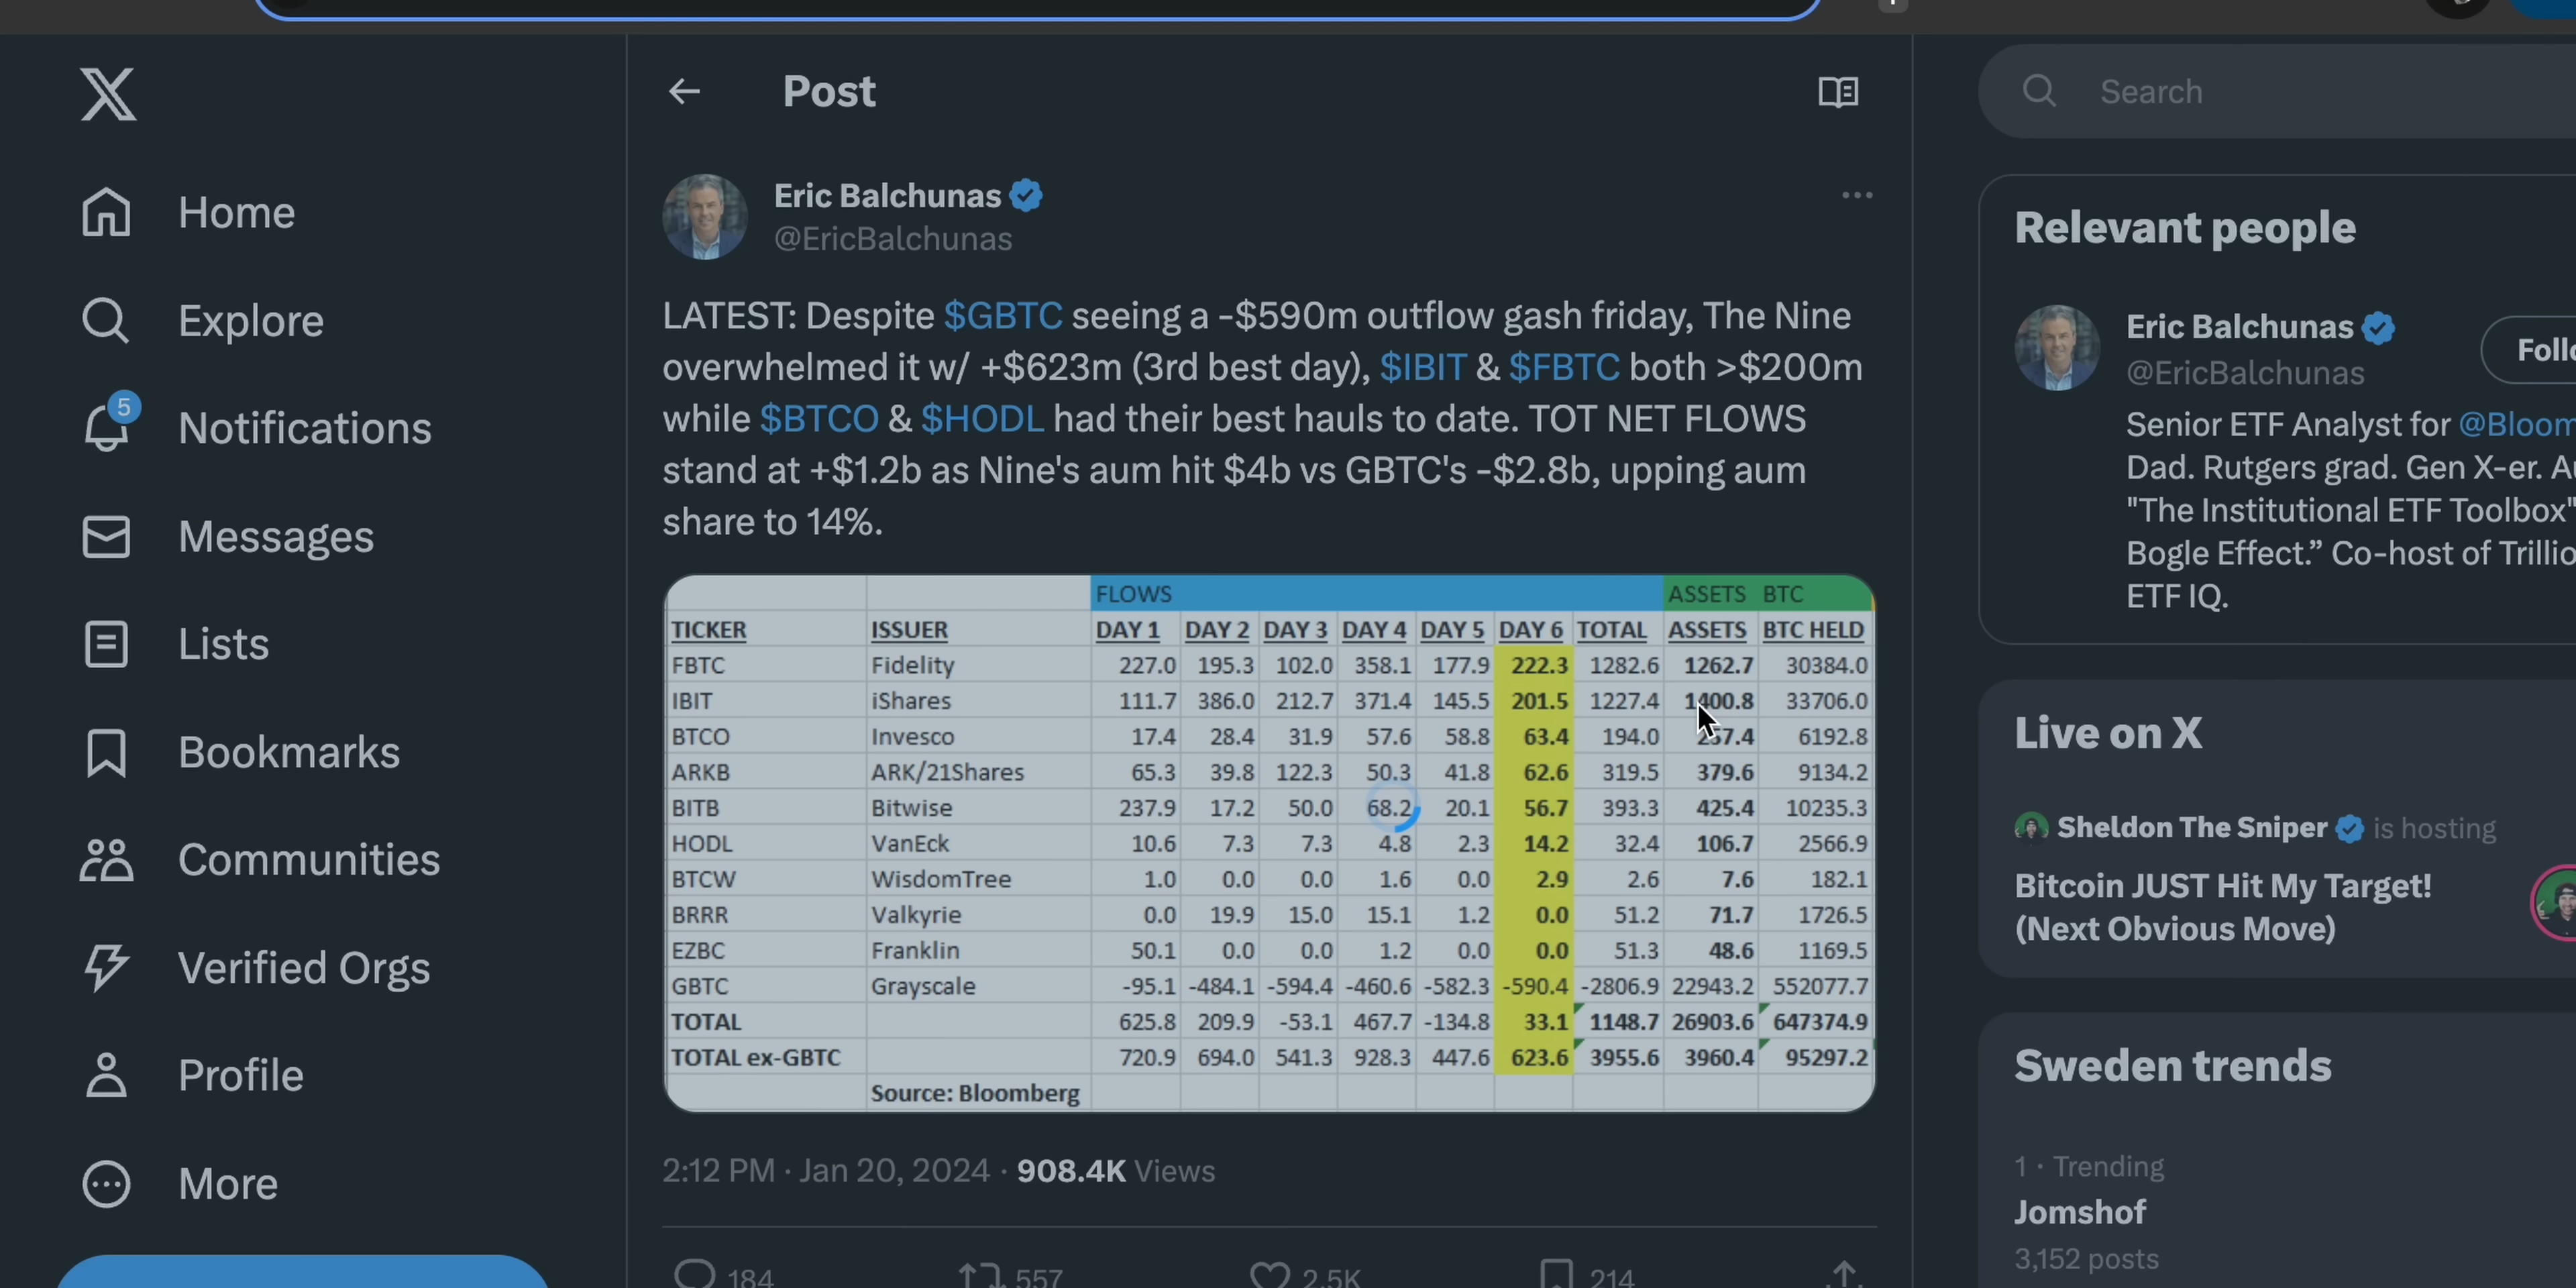 Post
Search
Home
Explore
5
Notifications
Messages
Lists
Bookmarks
Communities
Verified Orgs
Profile
More
Eric Balchunas
@EricBalchunas
LATEST: Despite $GBTC seeing a -$590m outflow gash friday, The Nine
overwhelmed it w/ +$623m (3rd best day), $IBIT & $FBTC both >$200m
while $BTCO & $HODL had their best hauls to date. TOT NET FLOWS
stand at +$1.2b as Nine's aum hit $4b vs GBTC's -$2.8b, upping aum
share to 14%.
FLOWS ASSETS BTC
TICKER ISSUER DAY 1 DAY 2 DAY 3 DAY 4 DAY 5 DAY 6 TOTAL ASSETS BTC HELD
FBTC Fidelity 227.0 195.3 102.0 358.1 177.9 222.3 1282.6 1262.7 30384.0
IBIT iShares 111.7 386.0 212.7 371.4 145.5 201.5 1227.4 1400.8 33706.0
BTCO Invesco 17.4 28.4 31.9 57.6 58.8 63.4 194.0 257.4 6192.8
ARKB ARK/21Shares 65.3 39.8 122.3 50.3 41.8 62.6 319.5 379.6 9134.2
BITB Bitwise 237.9 17.2 50.0 68.2 20.1 56.7 393.3 425.4 10235.3
HODL VanEck 10.6 7.3 7.3 4.8 2.3 14.2 32.4 106.7 2566.9
BTCW WisdomTree 1.0 0.0 0.0 1.6 0.0 2.9 2.6 7.6 182.1
BRRR Valkyrie 0.0 19.9 15.0 15.1 1.2 0.0 51.2 71.7 1726.5
EZBC Franklin 50.1 0.0 0.0 1.2 0.0 0.0 51.3 48.6 1169.5
GBTC Grayscale -95.1 -484.1 -594.4 -460.6 -582.3 -590.4 -2806.9 22943.2 552077.7
TOTAL 625.8 209.9 -53.1 467.7 -134.8 33.1 1148.7 26903.6 647374.9
TOTAL ex-GBTC 720.9 694.0 541.3 928.3 447.6 623.6 3955.6 3960.4 95297.2
Source: Bloomberg
2:12 PM · Jan 20, 2024 · 908.4K Views
184 557 2.5K 214
Relevant people
Eric Balchunas
@EricBalchunas
Follo
Senior ETF Analyst for @Bloom
Dad. Rutgers grad. Gen X-er. Au
"The Institutional ETF Toolbox"
Bogle Effect.” Co-host of Trillio
ETF IQ.
Live on X
Sheldon The Sniper is hosting
Bitcoin JUST Hit My Target!
(Next Obvious Move)
Sweden trends
1 · Trending
Jomshof
3,152 posts